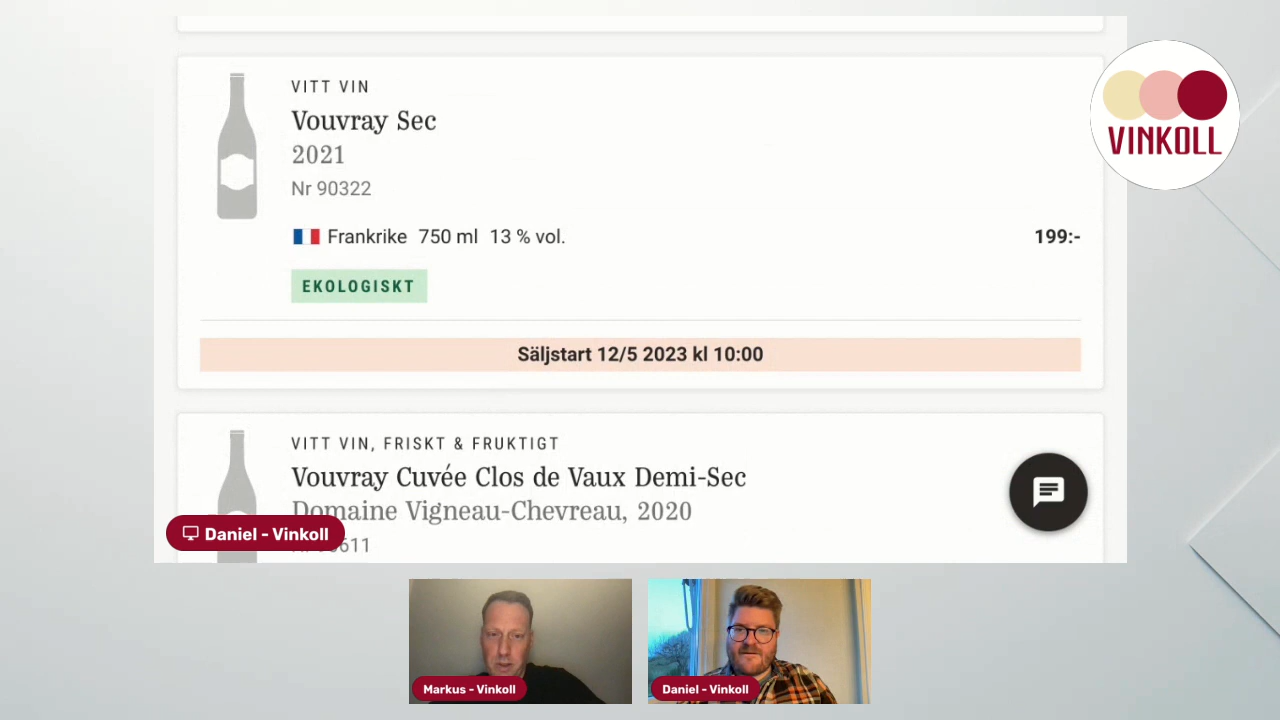 VITT VIN
Vouvray Sec
2021
Nr 90322
Frankrike 750 ml 13 % vol.
199:-
EKOLOGISKT
Säljstart 12/5 2023 kl 10:00
VITT VIN, FRISKT & FRUKTIGT
Vouvray Cuvée Clos de Vaux Demi-Sec
Domaine Vigneau-Chevreau, 2020
VINKOLL
Daniel - Vinkoll
Markus - Vinkoll
Daniel - Vinkoll